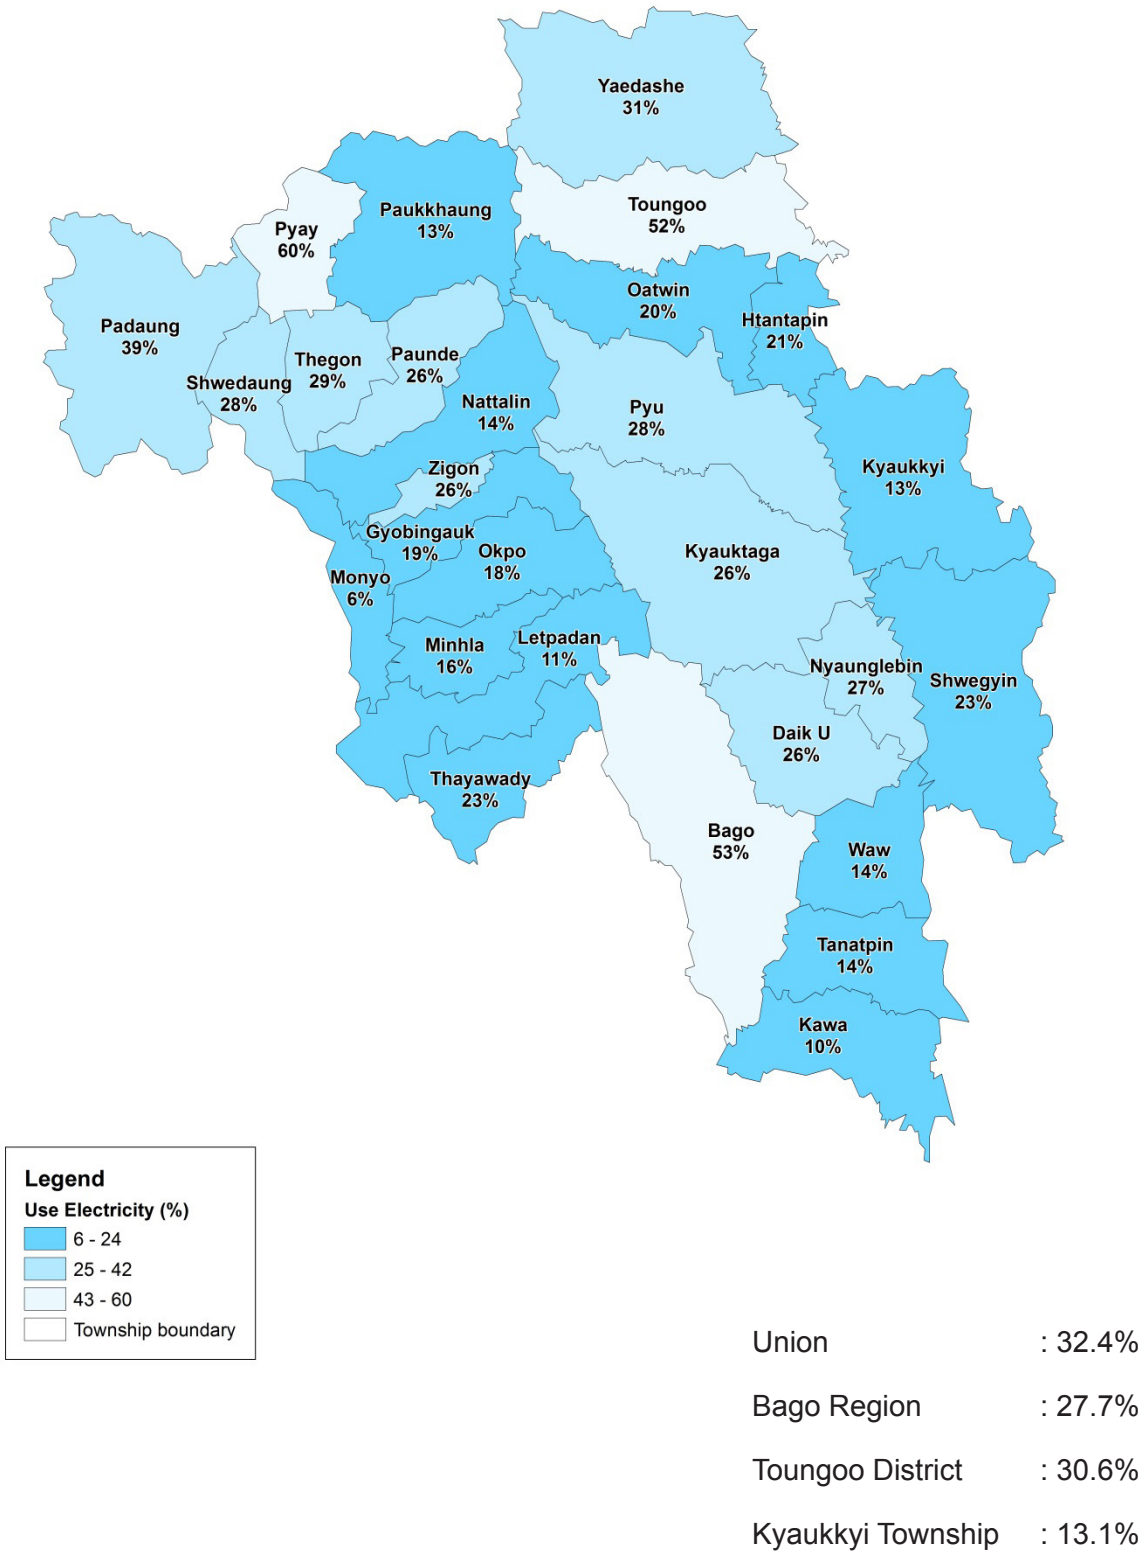 Yaedashe
31%
Toungoo
52%
Paukkhaung
13%
Pyay
60%
Oatwin
20%
Htantapin
21%
Padaung
39%
Paunde
26%
Thegon
29%
Shwedaung
28%
Nattalin
14%
Pyu
28%
Kyaukkyi
13%
Zigon
26%
Gyobingauk
19%
Okpo
18%
Kyauktaga
26%
Monyo
6%
Minhla
16%
Letpadan
11%
Nyaunglebin
27%
Shwegyin
23%
Daik U
26%
Thayawady
23%
Bago
53%
Waw
14%
Tanatpin
14%
Kawa
10%
Legend
Use Electricity (%)
6 - 24
25 - 42
43 - 60
Township boundary
Union : 32.4%
Bago Region : 27.7%
Toungoo District : 30.6%
Kyaukkyi Township : 13.1%